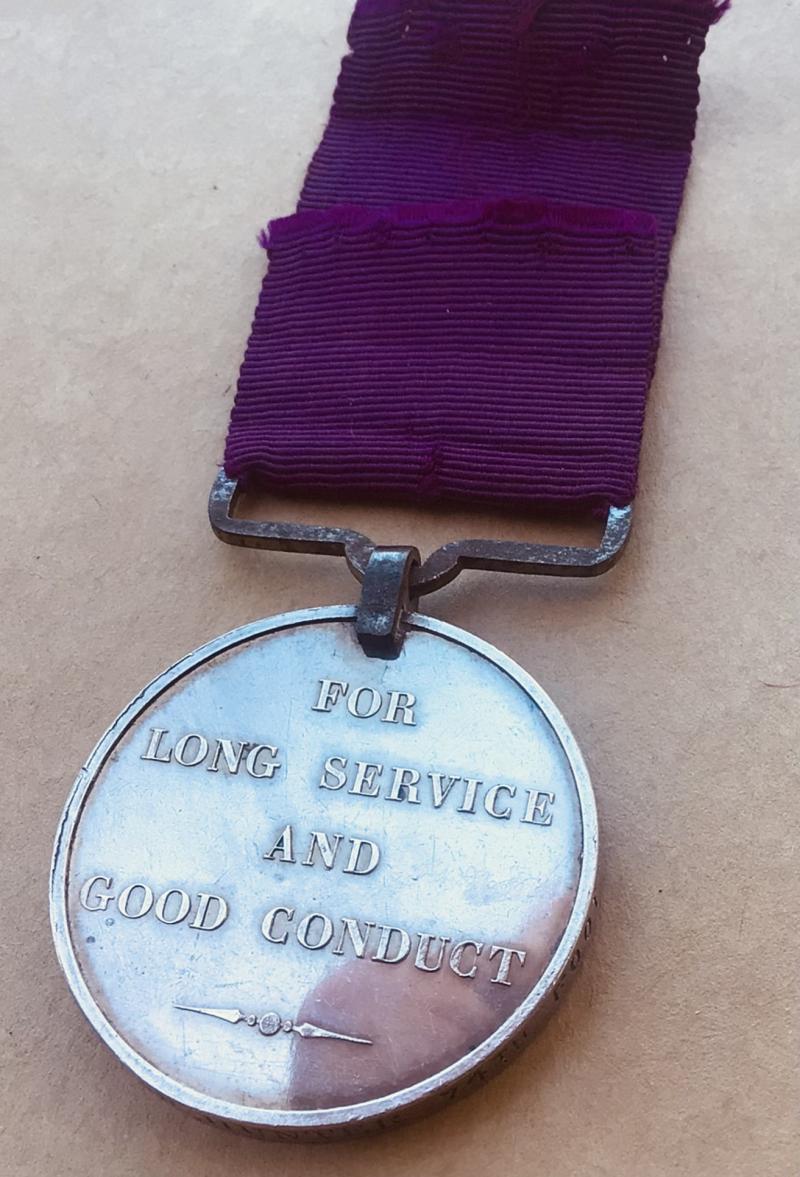 FOR
LONG SERVICE
AND
GOOD CONDUCT